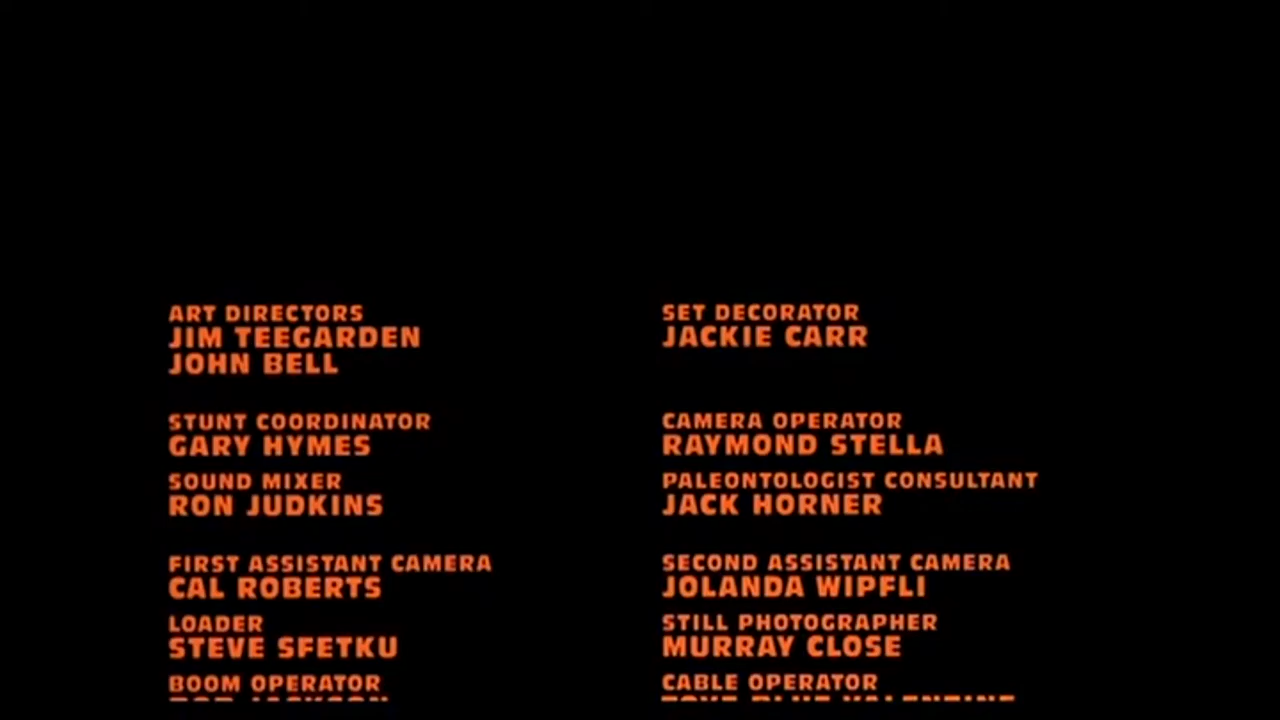 ART DIRECTORS
JIM TEEGARDEN
JOHN BELL
SET DECORATOR
JACKIE CARR
STUNT COORDINATOR
GARY HYMES
CAMERA OPERATOR
RAYMOND STELLA
SOUND MIXER
RON JUDKINS
PALEONTOLOGIST CONSULTANT
JACK HORNER
FIRST ASSISTANT CAMERA
CAL ROBERTS
SECOND ASSISTANT CAMERA
JOLANDA WIPFLI
LOADER
STEVE SFETKU
STILL PHOTOGRAPHER
MURRAY CLOSE
BOOM OPERATOR
CABLE OPERATOR